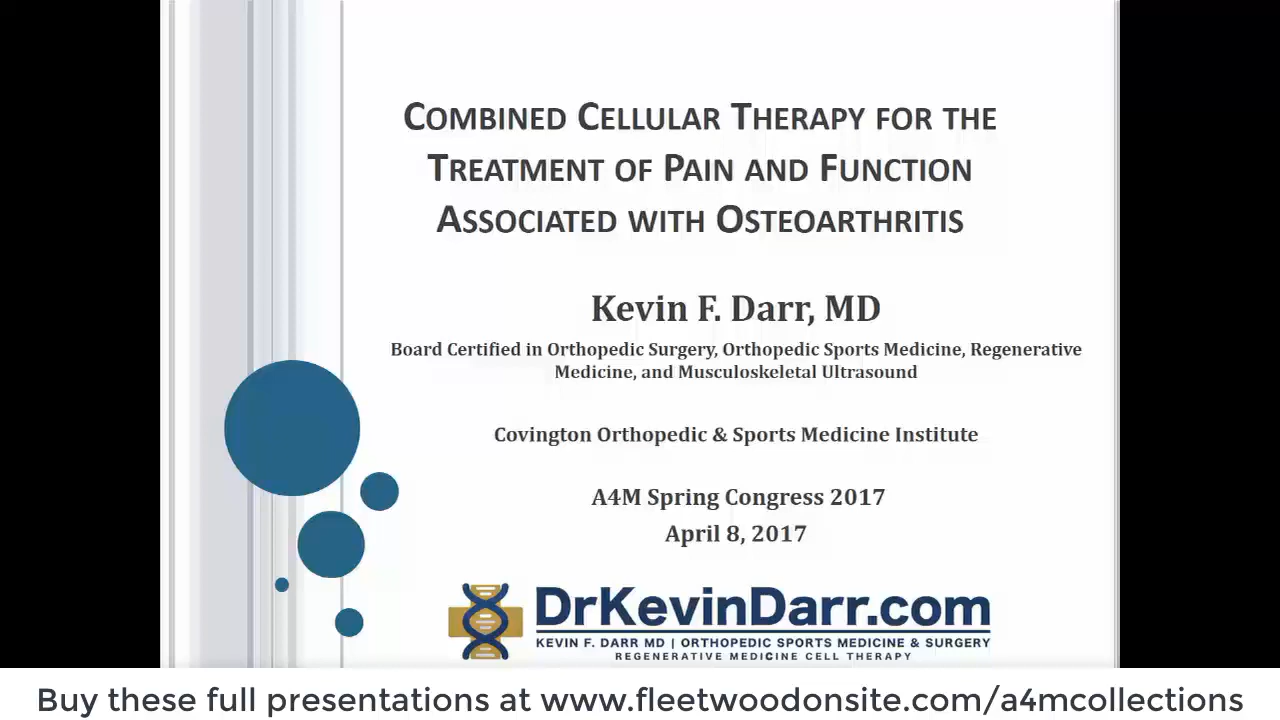 COMBINED CELLULAR THERAPY FOR THE
TREATMENT OF PAIN AND FUNCTION
ASSOCIATED WITH OSTEOARTHRITIS
Kevin F. Darr, MD
Board Certified in Orthopedic Surgery, Orthopedic Sports Medicine, Regenerative
Medicine, and Musculoskeletal Ultrasound
Covington Orthopedic & Sports Medicine Institute
A4M Spring Congress 2017
April 8, 2017
DrKevinDarr.com
KEVIN F. DARR MD | ORTHOPEDIC SPORTS MEDICINE & SURGERY
REGENERATIVE MEDICINE CELL THERAPY
Buy these full presentations at www.fleetwoodonsite.com/a4mcollections